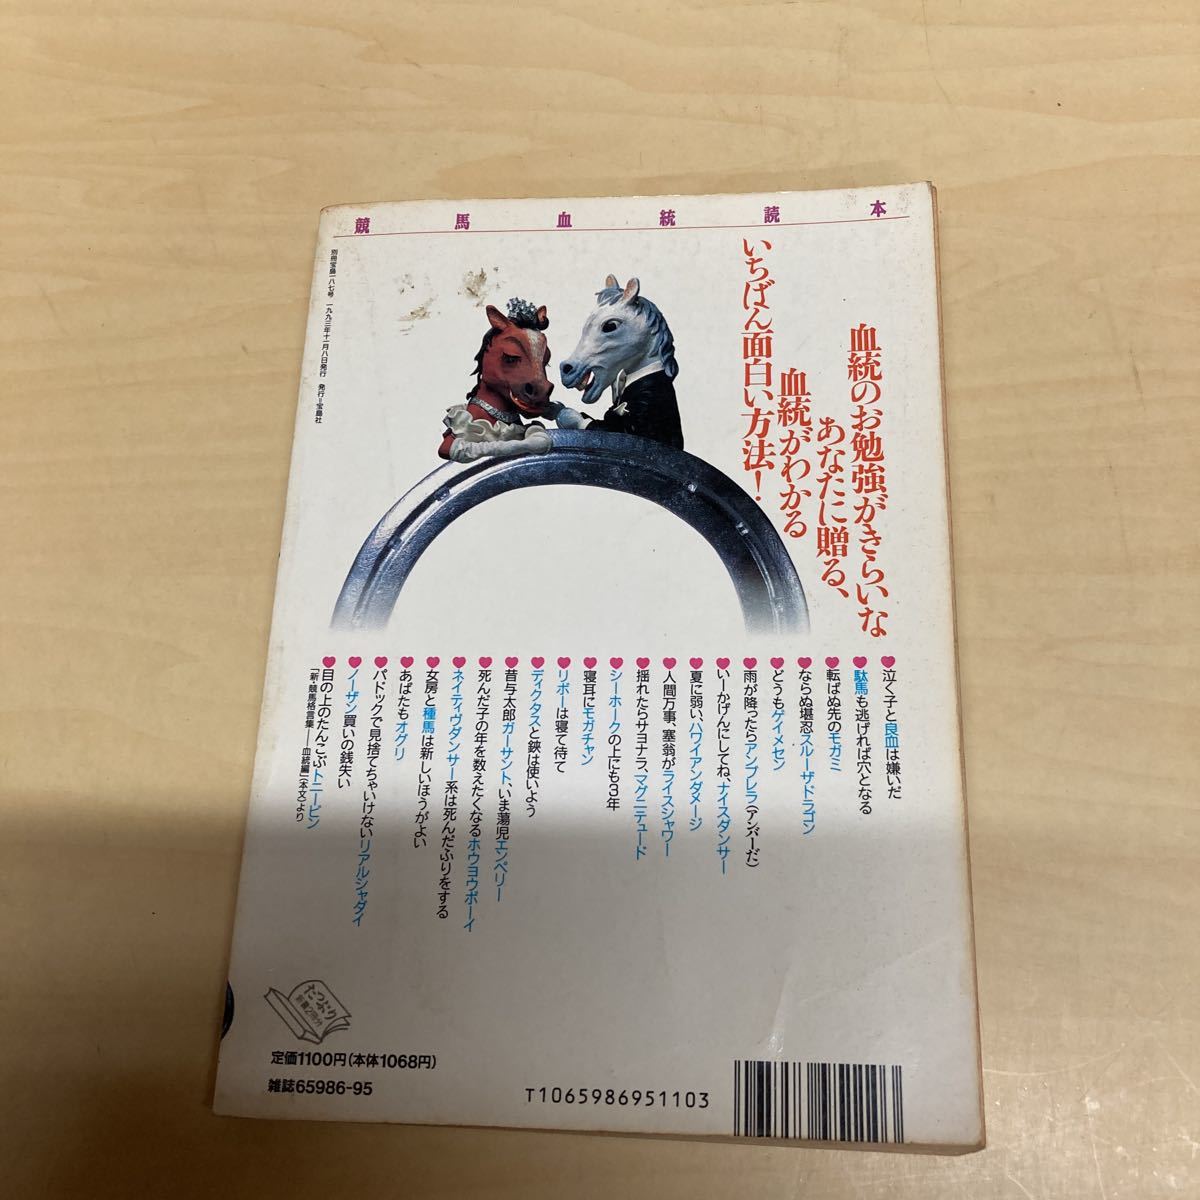 競馬血統読本
血統のお勉強がきらいな
あなたに贈る、
血統がわかる
いちばん面白い方法!
別冊宝島一八七号 一九九三年十一月八日発行 発行=宝島社
泣く子と良血は嫌いだ
駄馬も逃げれば穴となる
転ばぬ先のモガミ
ならぬ堪忍スルーザドラゴン
どうもゲイメセン
雨が降ったらアンブレラ(アンバーだ)
いーかげんにしてね、ナイスダンサー
夏に弱い、ハワイアンダメージ
人間万事、塞翁がライスシャワー
揺れたらサヨナラ、マグニテュード
シーホークの上にも3年
寝耳にモガチャン
リボーは寝て待て
ディクタスと鋏は使いよう
昔与太郎ガーサント、いま蕩児エンペリー
死んだ子の年を数えたくなるホウヨウボーイ
ネイティヴダンサー系は死んだふりをする
女房と種馬は新しいほうがよい
あばたもオグリ
パドックで見捨てちゃいけないリアルシャダイ
ノーザン買いの銭失い
目の上のたんこぶトニービン
「新・競馬格言集——血統編」(本文)より
たっぷり
新書2冊分
定価1100円(本体1068円)
雑誌65986-95
T1065986951103